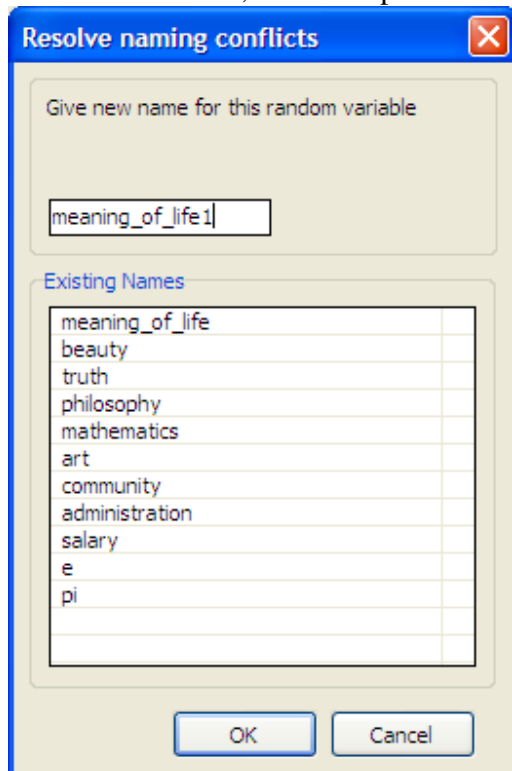 Resolve naming conflicts
Give new name for this random variable
meaning_of_life1
Existing Names
meaning_of_life
beauty
truth
philosophy
mathematics
art
community
administration
salary
e
pi
OK
Cancel